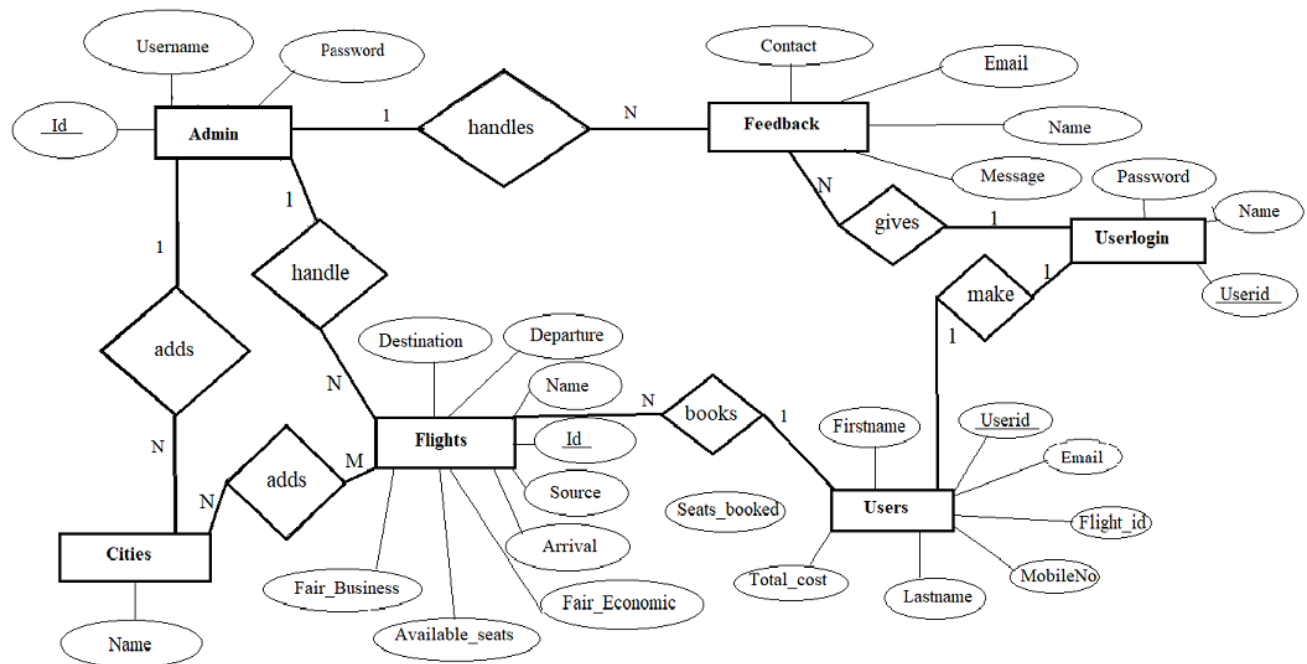 Username
Password
Id
Admin
1
handles
N
Feedback
Contact
Email
Name
Message
1
1
N
gives
1
Password
Name
Userlogin
Userid
handle
make
1
1
adds
N
Destination
Departure
Name
Flights
Id
Source
Arrival
N
books
1
Firstname
Userid
Email
Flight_id
MobileNo
Users
Seats_booked
Total_cost
Lastname
N
N
adds
M
Cities
Name
Fair_Business
Available_seats
Fair_Economic